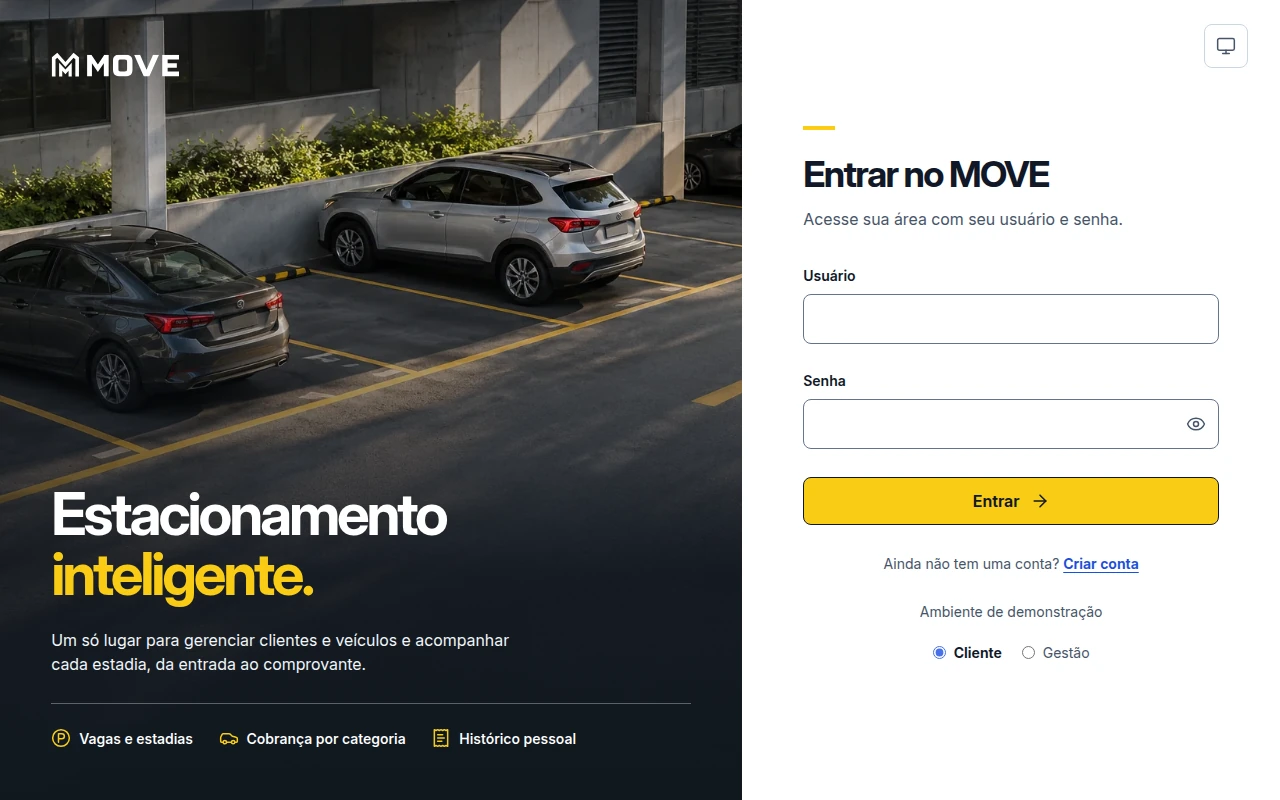 MOVE
Estacionamento
inteligente.
Um só lugar para gerenciar clientes e veículos e acompanhar
cada estadia, da entrada ao comprovante.
Vagas e estadias
Cobrança por categoria
Histórico pessoal
Entrar no MOVE
Acesse sua área com seu usuário e senha.
Usuário
Senha
Entrar
Ainda não tem uma conta? Criar conta
Ambiente de demonstração
Cliente
Gestão